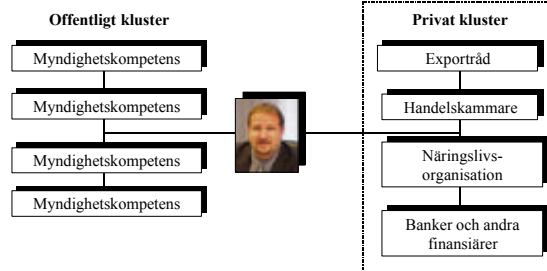 Offentligt kluster
Myndighetskompetens
Myndighetskompetens
Myndighetskompetens
Myndighetskompetens
Privat kluster
Exportråd
Handelskammare
Näringslivs-
organisation
Banker och andra
finansiärer